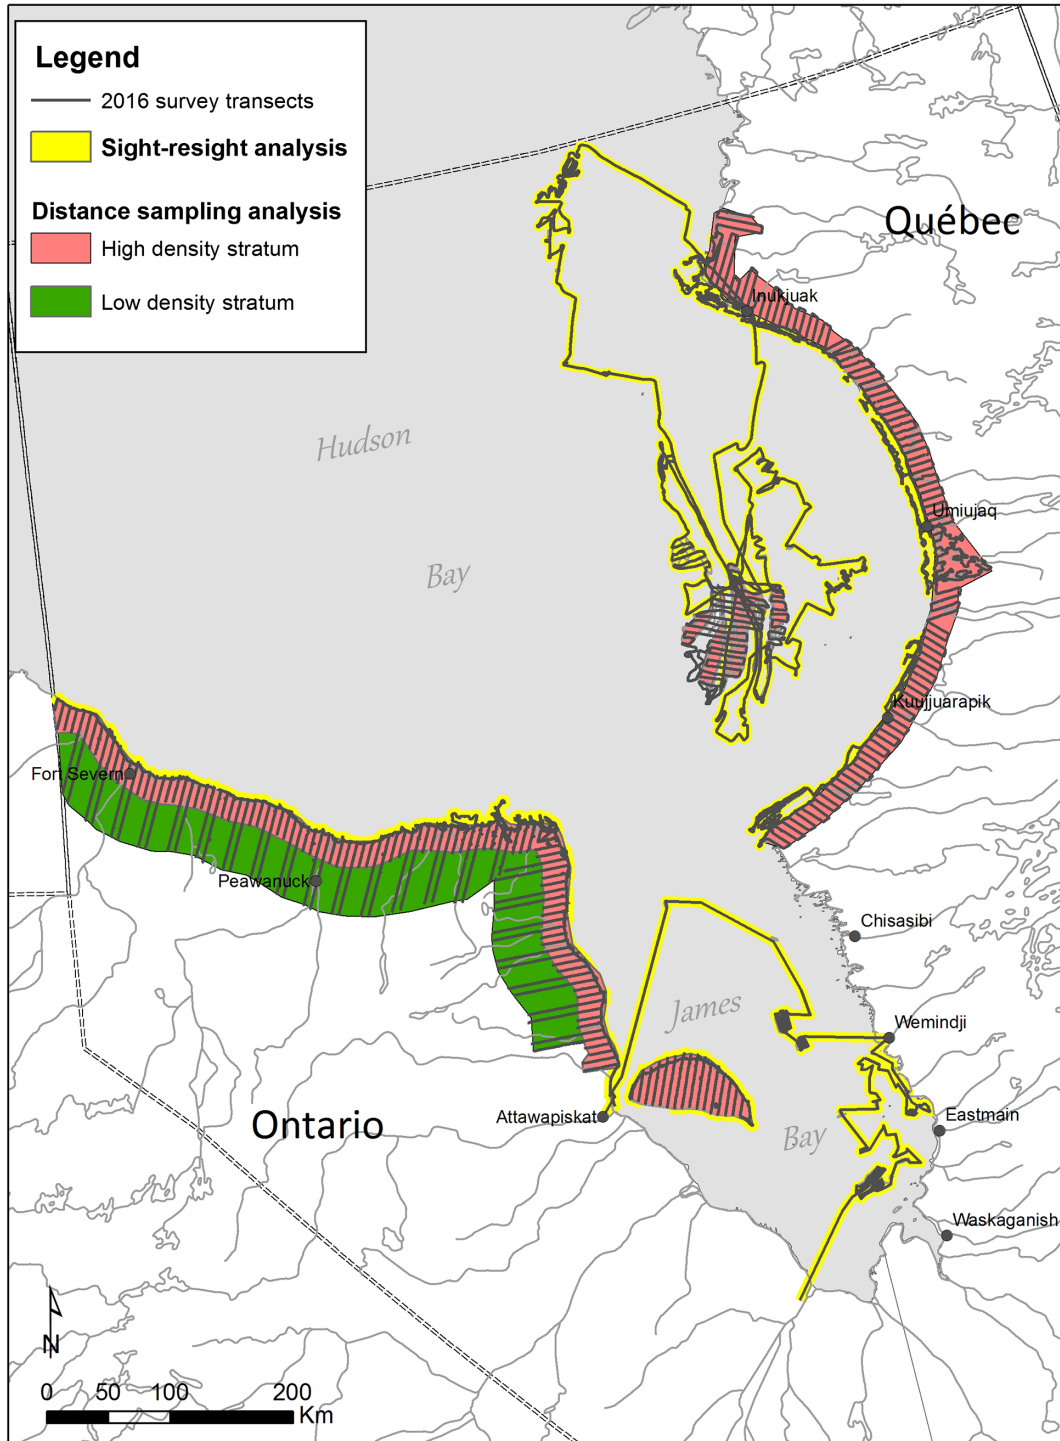 Legend
2016 survey transects
Sight-resight analysis
Distance sampling analysis
High density stratum
Low density stratum
Québec
Inukjuak
Hudson
Umiujaq
Bay
Kuujjuarapik
Fort Severn
Peawanuck
Chisasibi
James
Wemindji
Ontario
Attawapiskat
Eastmain
Bay
Waskaganish
N
0 50 100 200
Km